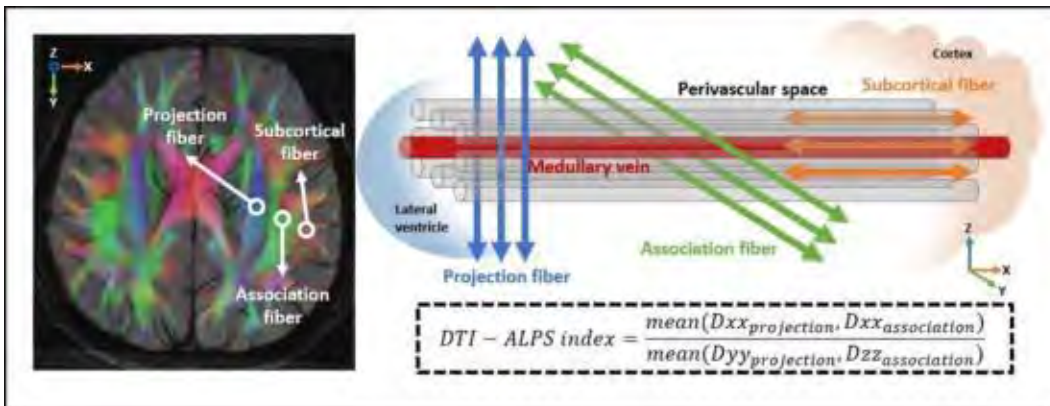 Z
X
Y
Projection
fiber
Subcortical
fiber
Association
fiber
Cortex
Perivascular space
Subcortical fiber
Medullary vein
Lateral
ventricle
Association fiber
Projection fiber
Z
X
Y
DTI − ALPS index = mean(Dxx_projection, Dxx_association) / mean(Dyy_projection, Dzz_association)